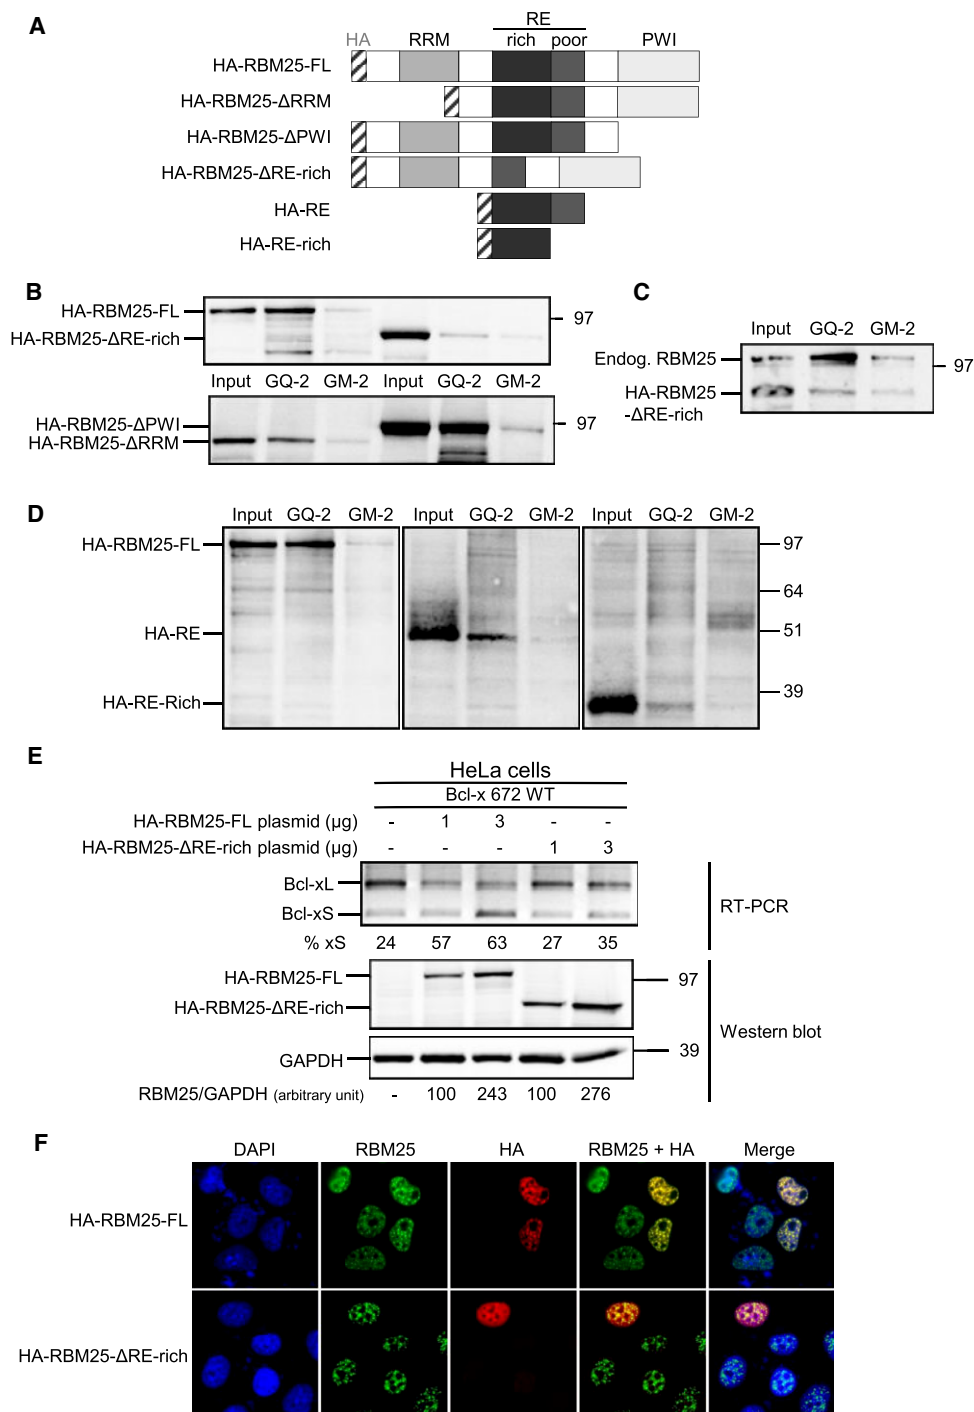 A
RE
HA RRM rich poor PWI
HA-RBM25-FL
HA-RBM25-ΔRRM
HA-RBM25-ΔPWI
HA-RBM25-ΔRE-rich
HA-RE
HA-RE-rich
B
HA-RBM25-FL
HA-RBM25-ΔRE-rich
97
Input GQ-2 GM-2 Input GQ-2 GM-2
HA-RBM25-ΔPWI
HA-RBM25-ΔRRM
97
C
Input GQ-2 GM-2
Endog. RBM25
97
HA-RBM25
-ΔRE-rich
D
Input GQ-2 GM-2 Input GQ-2 GM-2 Input GQ-2 GM-2
HA-RBM25-FL
HA-RE
HA-RE-Rich
97
64
51
39
E
HeLa cells
Bcl-x 672 WT
HA-RBM25-FL plasmid (µg) - 1 3 - -
HA-RBM25-ΔRE-rich plasmid (µg) - - - 1 3
Bcl-xL
Bcl-xS
RT-PCR
% xS 24 57 63 27 35
HA-RBM25-FL
97
HA-RBM25-ΔRE-rich
Western blot
39
GAPDH
RBM25/GAPDH (arbitrary unit) - 100 243 100 276
F
DAPI RBM25 HA RBM25 + HA Merge
HA-RBM25-FL
HA-RBM25-ΔRE-rich